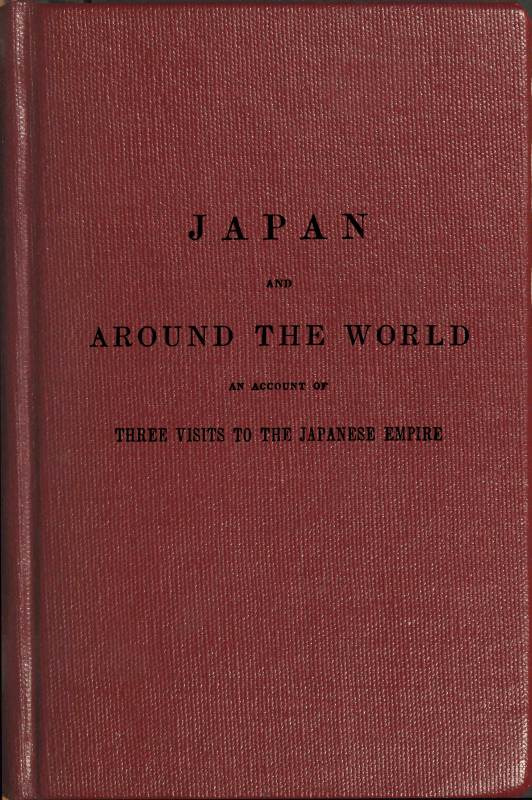 JAPAN
AND
AROUND THE WORLD
AN ACCOUNT OF
THREE VISITS TO THE JAPANESE EMPIRE